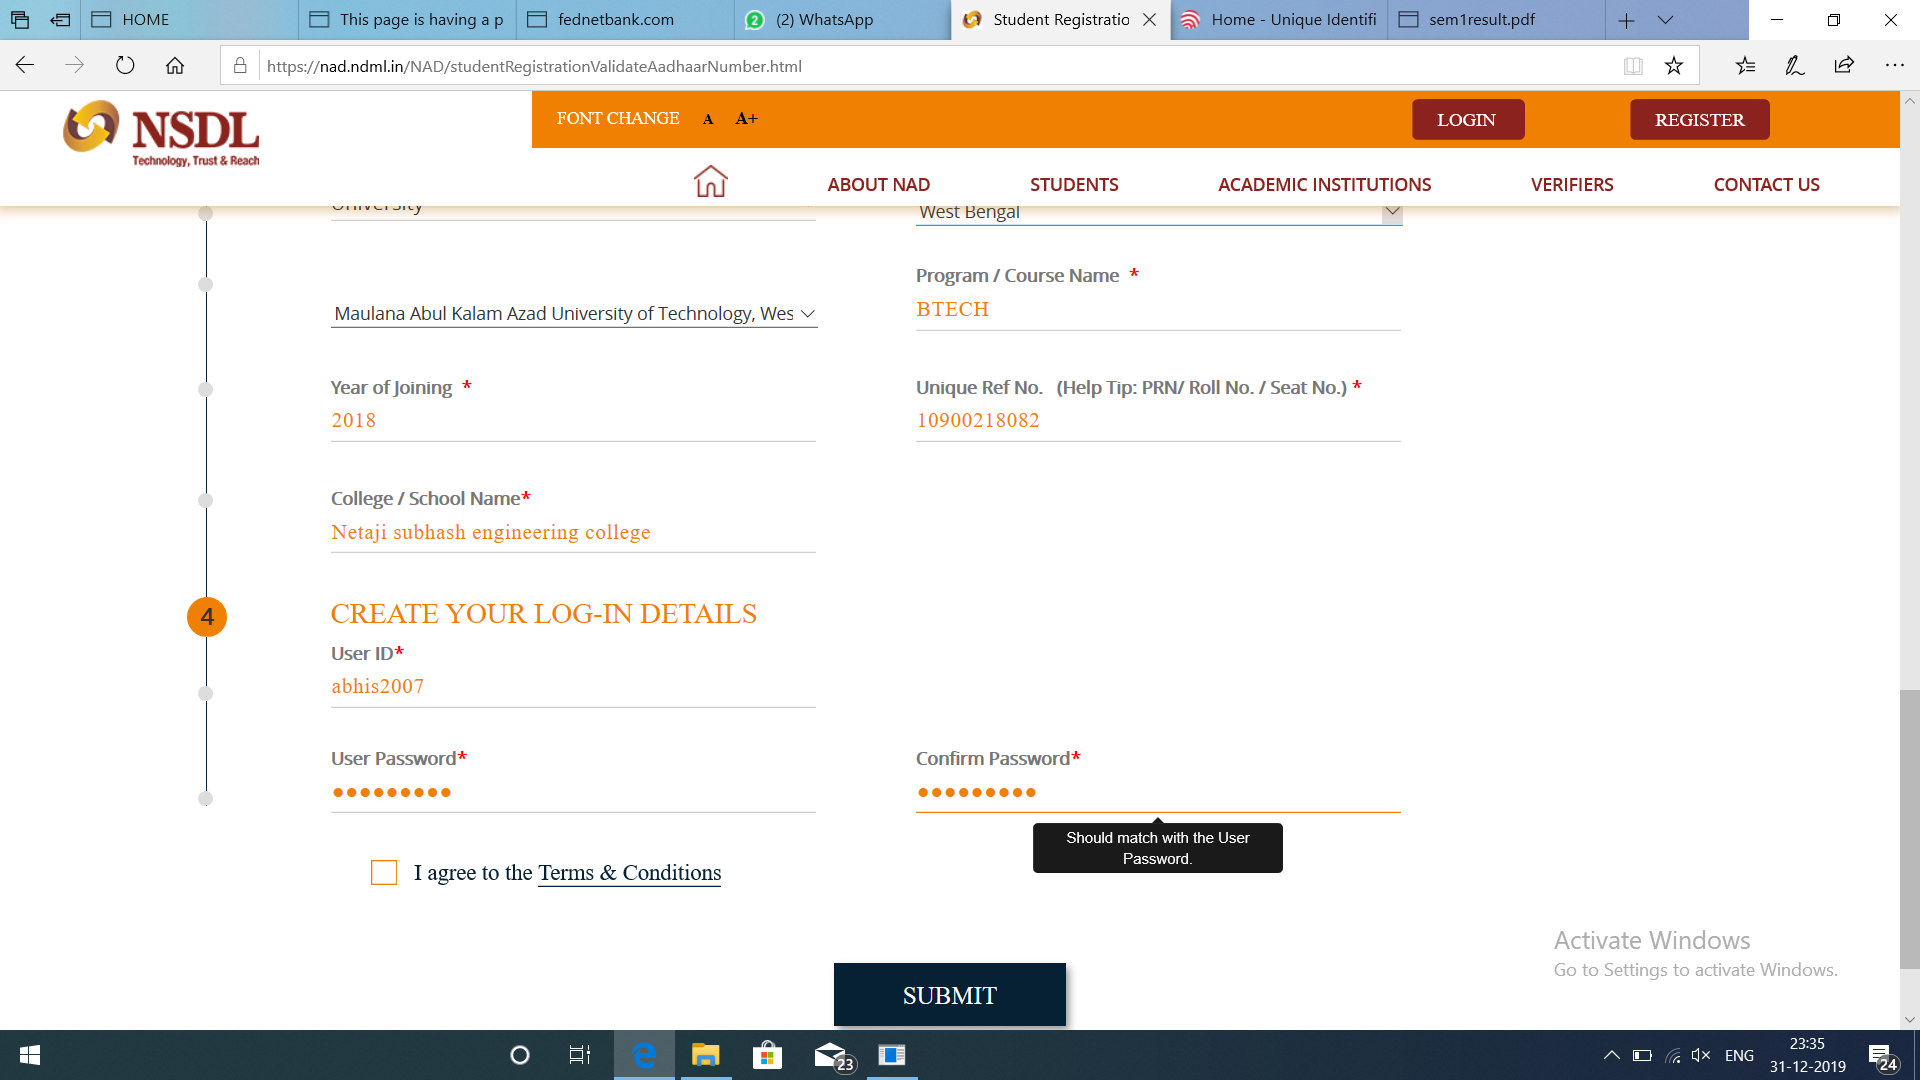 HOME
This page is having a p
fednetbank.com
2
(2) WhatsApp
Student Registratio
Home - Unique Identifi
sem1result.pdf
https://nad.ndml.in/NAD/studentRegistrationValidateAadhaarNumber.html
NSDL
Technology, Trust & Reach
FONT CHANGE A A+
LOGIN
REGISTER
ABOUT NAD
STUDENTS
ACADEMIC INSTITUTIONS
VERIFIERS
CONTACT US
University
West Bengal
Program / Course Name *
BTECH
Maulana Abul Kalam Azad University of Technology, Wes
Year of Joining *
2018
Unique Ref No. (Help Tip: PRN/ Roll No. / Seat No.) *
10900218082
College / School Name*
Netaji subhash engineering college
4
CREATE YOUR LOG-IN DETAILS
User ID*
abhis2007
User Password*
●●●●●●●●●
Confirm Password*
●●●●●●●●●
Should match with the User
Password.
I agree to the Terms & Conditions
SUBMIT
Activate Windows
Go to Settings to activate Windows.
23
ENG
23:35
31-12-2019
24